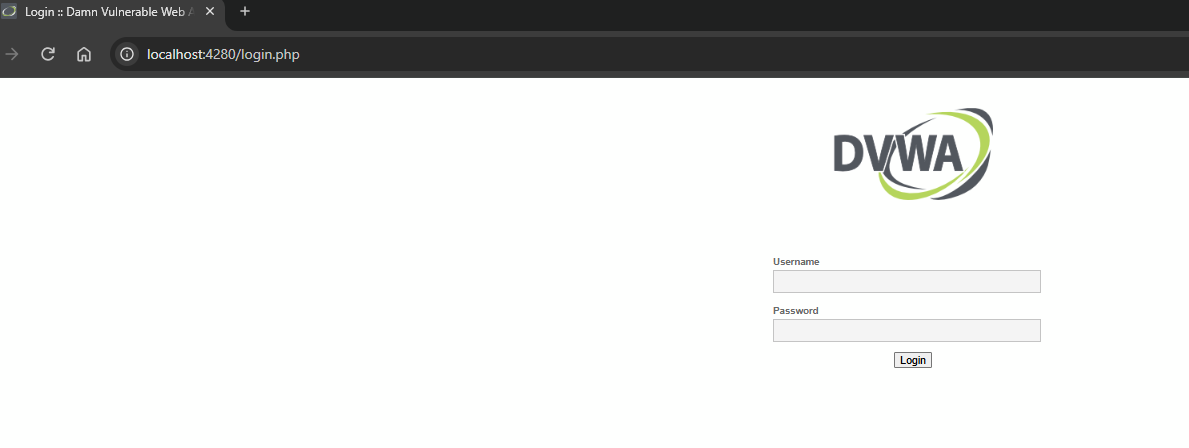 Login :: Damn Vulnerable Web
localhost:4280/login.php
DVWA
Username
Password
Login